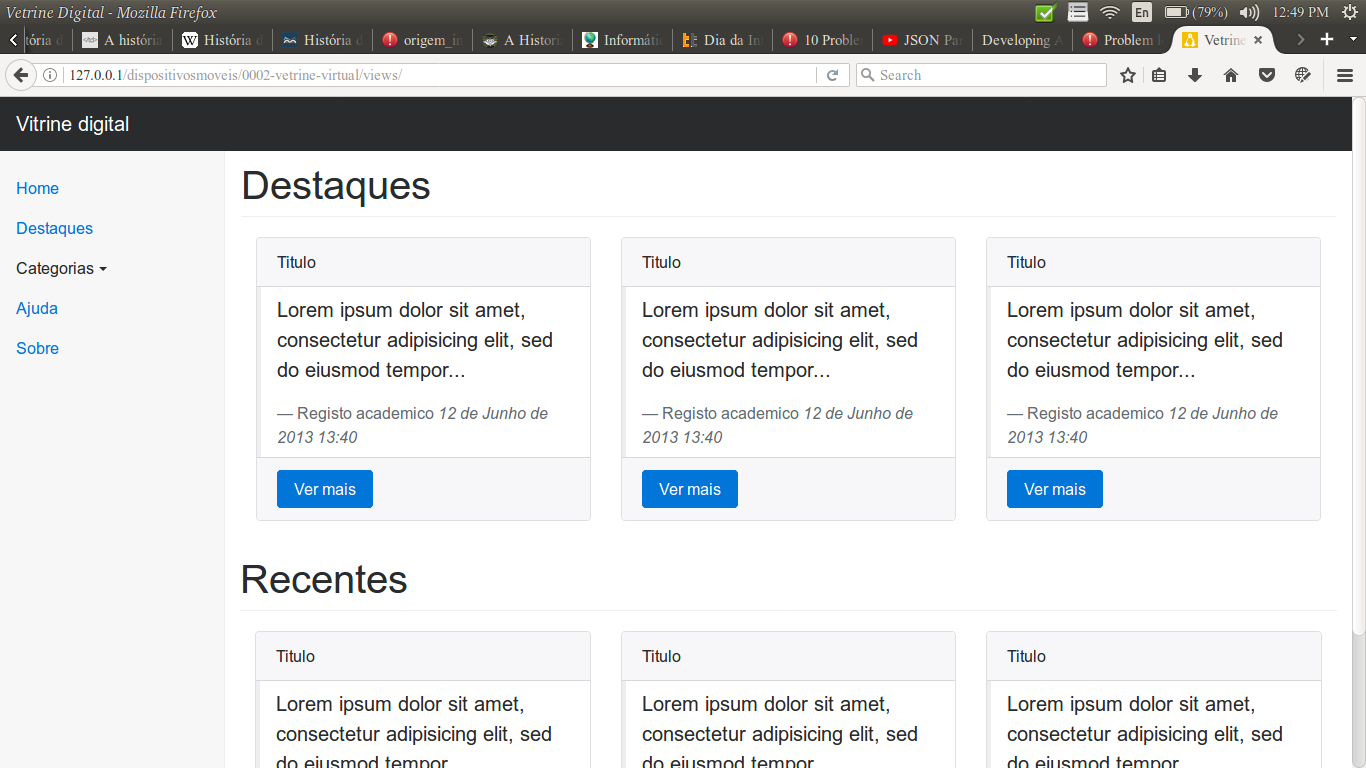 Vetrine Digital - Mozilla Firefox
En (79%) 12:49 PM
tória d A história História d História d origem_in A Histori Informáti Dia da In 10 Proble JSON Pa Developing A Problem Vetrine
127.0.0.1/dispositivosmoveis/0002-vetrine-virtual/views/ Search
Vitrine digital
Home
Destaques
Categorias
Ajuda
Sobre
Destaques
Titulo
Lorem ipsum dolor sit amet,
consectetur adipisicing elit, sed
do eiusmod tempor...
— Registo academico 12 de Junho de
2013 13:40
Ver mais
Titulo
Lorem ipsum dolor sit amet,
consectetur adipisicing elit, sed
do eiusmod tempor...
— Registo academico 12 de Junho de
2013 13:40
Ver mais
Titulo
Lorem ipsum dolor sit amet,
consectetur adipisicing elit, sed
do eiusmod tempor...
— Registo academico 12 de Junho de
2013 13:40
Ver mais
Recentes
Titulo
Lorem ipsum dolor sit amet,
consectetur adipisicing elit, sed
do eiusmod tempor
Titulo
Lorem ipsum dolor sit amet,
consectetur adipisicing elit, sed
do eiusmod tempor
Titulo
Lorem ipsum dolor sit amet,
consectetur adipisicing elit, sed
do eiusmod tempor